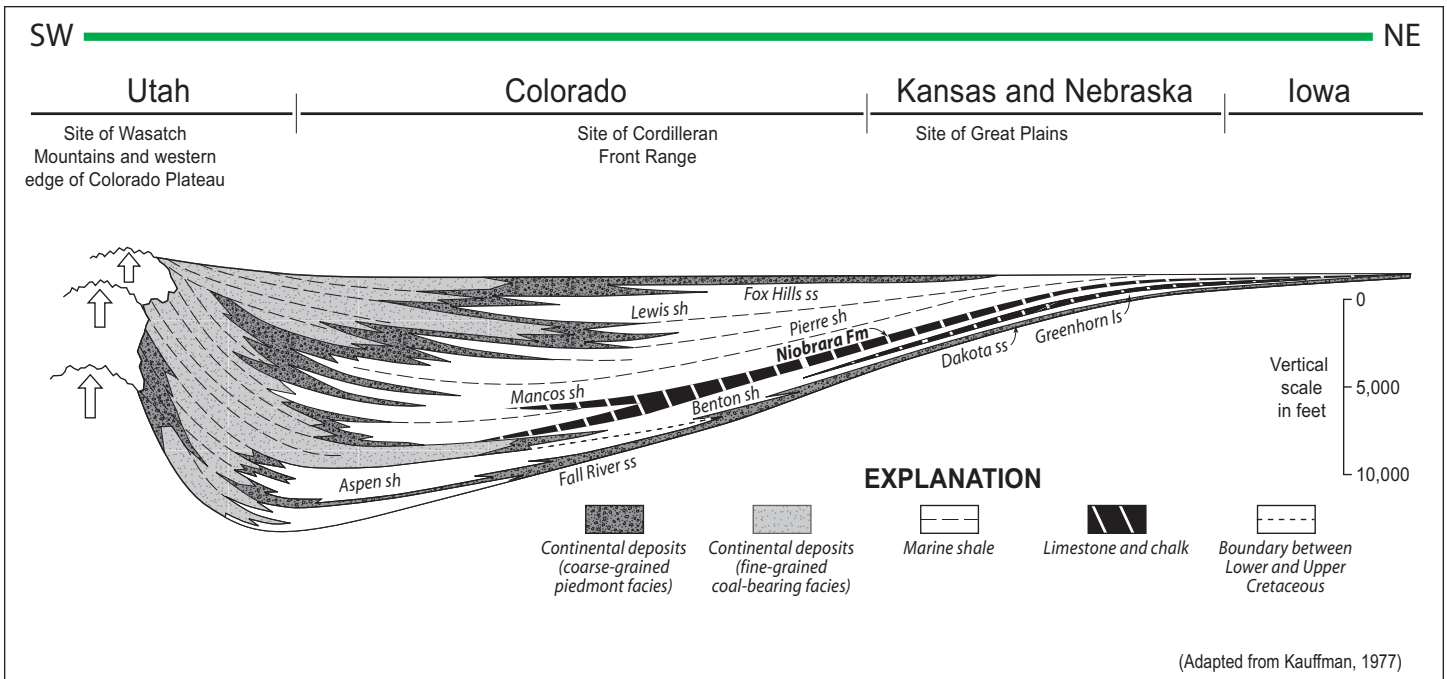 SW NE
Utah Colorado Kansas and Nebraska Iowa
Site of Wasatch
Mountains and western
edge of Colorado Plateau
Site of Cordilleran
Front Range
Site of Great Plains
Fox Hills ss
Lewis sh
Pierre sh
Niobrara Fm
Greenhorn ls
Dakota ss
Mancos sh
Benton sh
Fall River ss
Aspen sh
0
Vertical
scale
in feet
5,000
10,000
EXPLANATION
Continental deposits
(coarse-grained
piedmont facies)
Continental deposits
(fine-grained
coal-bearing facies)
Marine shale
Limestone and chalk
Boundary between
Lower and Upper
Cretaceous
(Adapted from Kauffman, 1977)